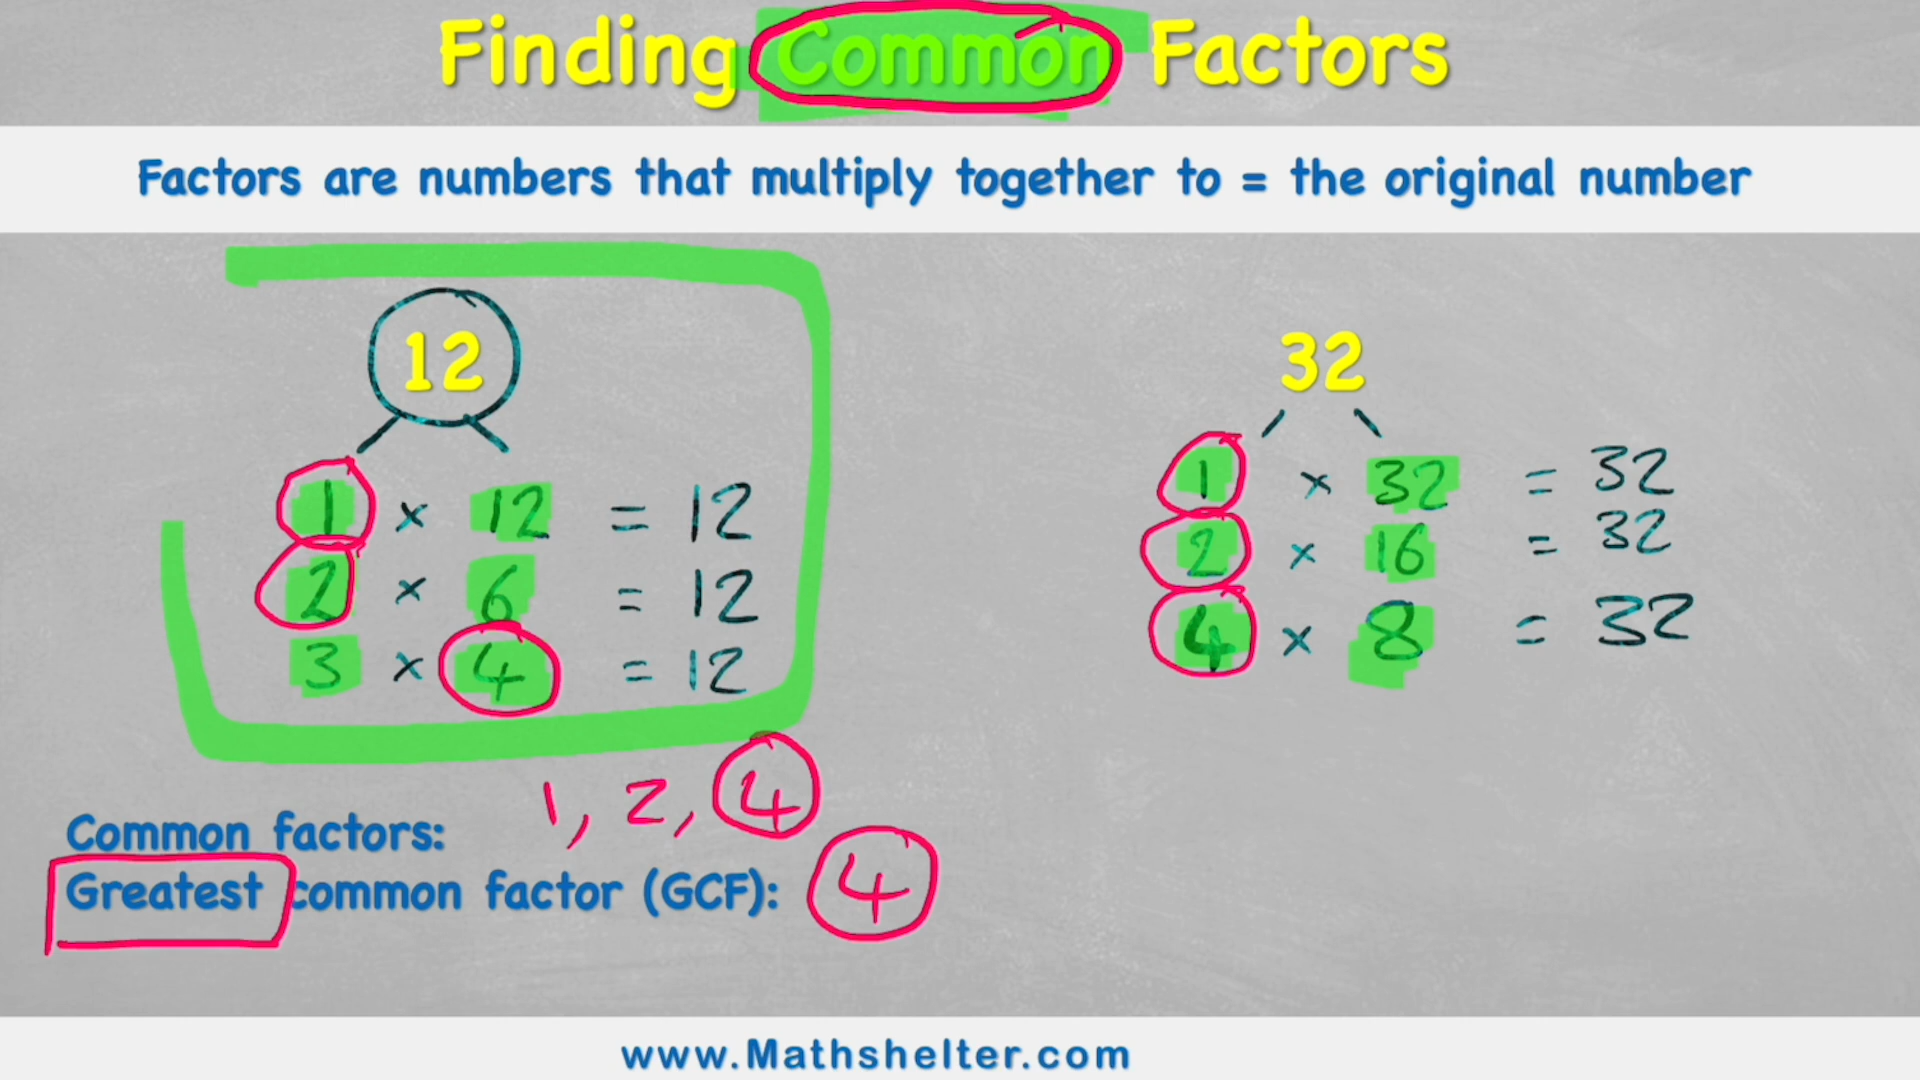 Finding Common Factors
Factors are numbers that multiply together to = the original number
12
1 × 12 = 12
2 × 6 = 12
3 × 4 = 12
32
1 × 32 = 32
2 × 16 = 32
4 × 8 = 32
Common factors: 1, 2, 4
Greatest common factor (GCF): 4
www.Mathshelter.com